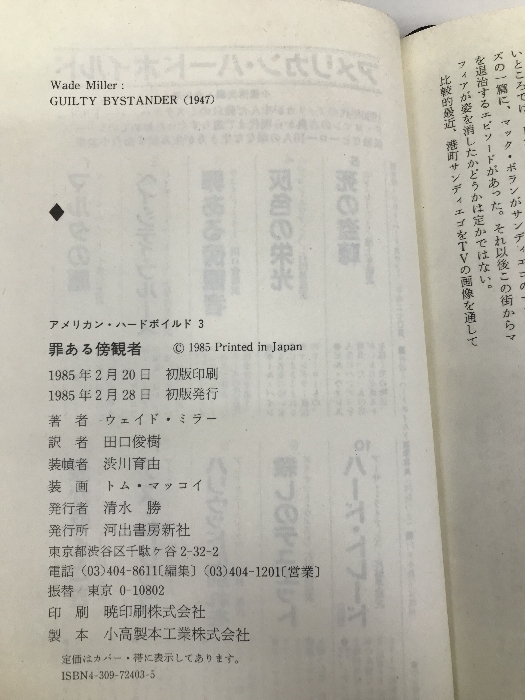 Wade Miller :
GUILTY BYSTANDER (1947)
◆
アメリカン・ハードボイルド 3
罪ある傍観者 © 1985 Printed in Japan
1985年2月20日 初版印刷
1985年2月28日 初版発行
著 者 ウェイド・ミラー
訳 者 田口俊樹
装幀者 渋川育由
装 画 トム・マッコイ
発行者 清水 勝
発行所 河出書房新社
東京都渋谷区千駄ヶ谷2-32-2
電話 (03)404-8611〔編集〕 (03)404-1201〔営業〕
振替 東京 0-10802
印 刷 暁印刷株式会社
製 本 小高製本工業株式会社
定価はカバー・帯に表示してあります。
ISBN4-309-72403-5
ズの一篇に、マック・ボランがサンディエゴの
を退治するエピソードがあった。それ以後この街からマ
フィアが姿を消したかどうかは定かではない。
比較的最近、港町サンディエゴをTVの画像を通して